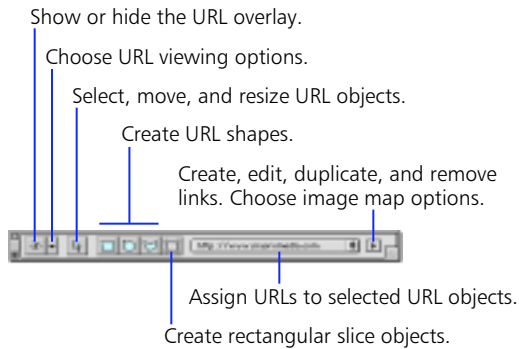 Show or hide the URL overlay.
Choose URL viewing options.
Select, move, and resize URL objects.
Create URL shapes.
Create, edit, duplicate, and remove
links. Choose image map options.
Assign URLs to selected URL objects.
Create rectangular slice objects.